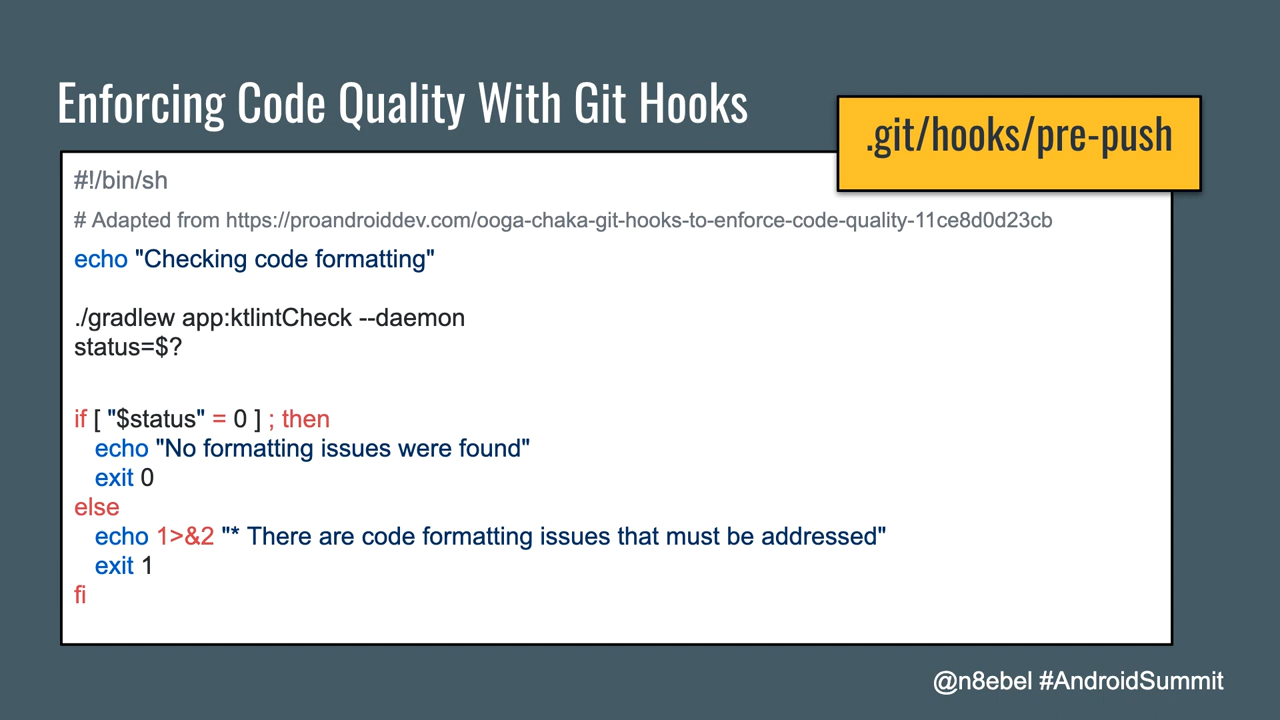 Enforcing Code Quality With Git Hooks
.git/hooks/pre-push
#!/bin/sh
# Adapted from https://proandroiddev.com/ooga-chaka-git-hooks-to-enforce-code-quality-11ce8d0d23cb
echo "Checking code formatting"
./gradlew app:ktlintCheck --daemon
status=$?
if [ "$status" = 0 ] ; then
echo "No formatting issues were found"
exit 0
else
echo 1>&2 "* There are code formatting issues that must be addressed"
exit 1
fi
@n8ebel #AndroidSummit